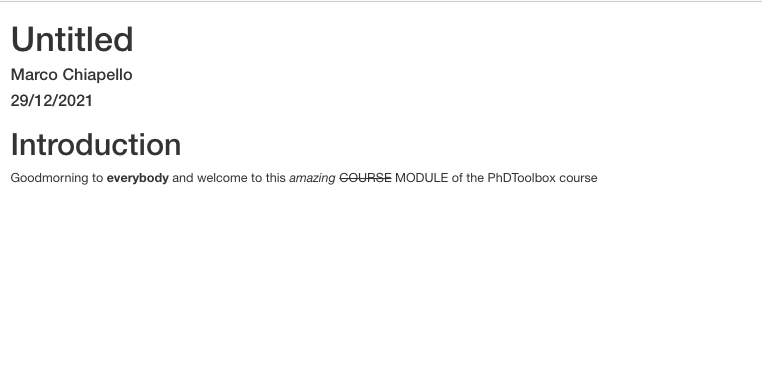 Untitled
Marco Chiapello
29/12/2021
Introduction
Goodmorning to everybody and welcome to this amazing COURSE MODULE of the PhDToolbox course